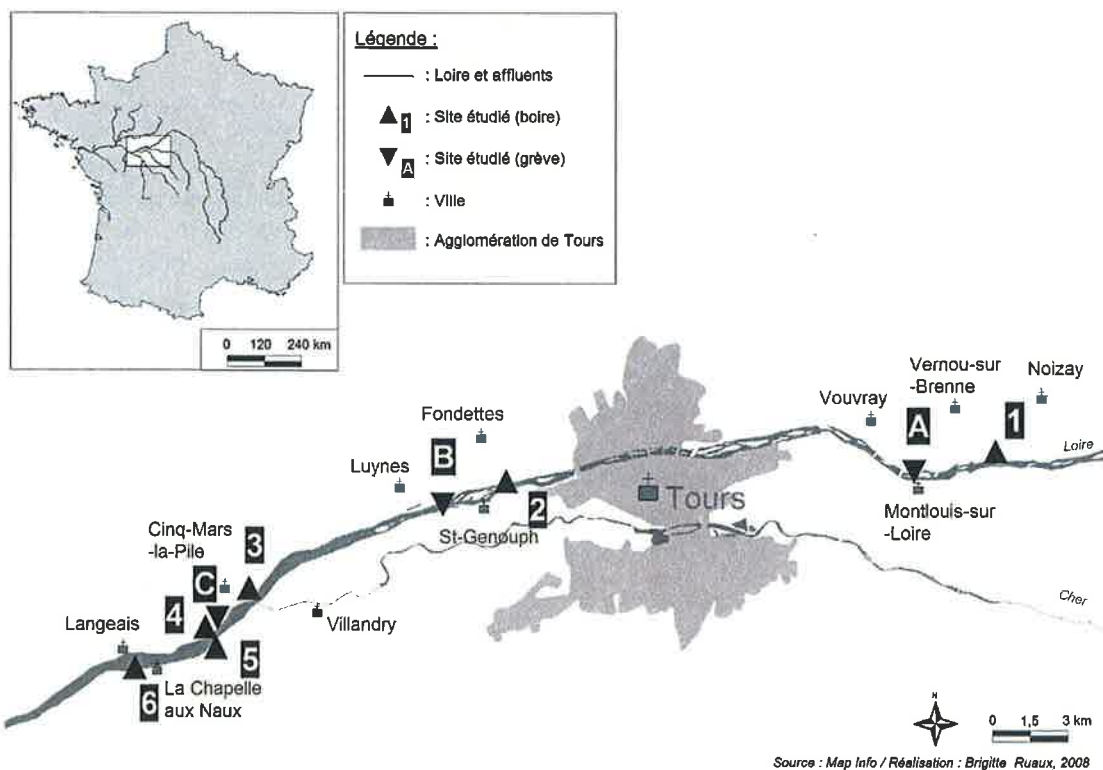 Légende :
: Loire et affluents
1 : Site étudié (boire)
A : Site étudié (grève)
: Ville
: Agglomération de Tours
0 120 240 km
Vernou-sur
-Brenne
Noizay
Vouvray
Fondettes
A
1
Loire
B
Luynes
Tours
2
St-Genouph
Montlouis-sur
-Loire
Cinq-Mars
-la-Pile
3
C
Cher
4
Villandry
Langeais
5
6
La Chapelle
aux Naux
N
0 1,5 3 km
Source : Map Info / Réalisation : Brigitte Ruaux, 2008